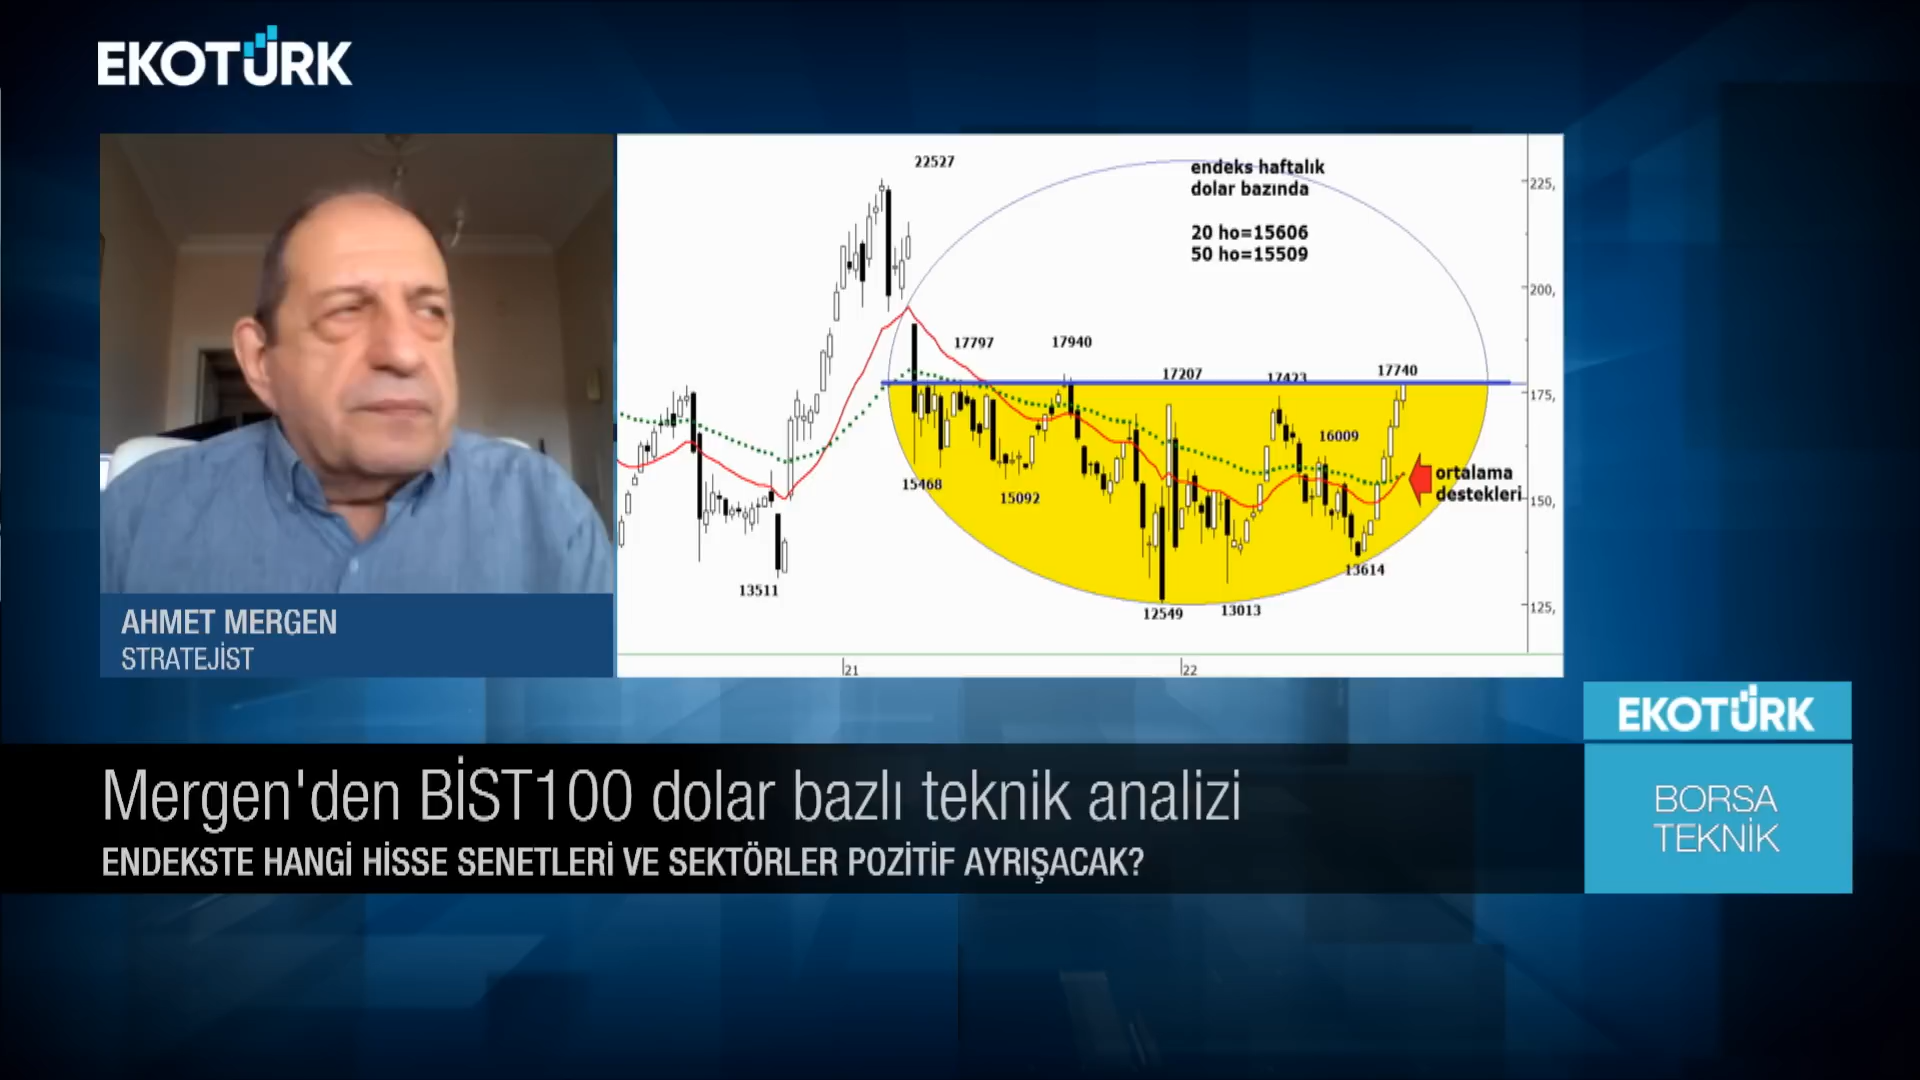 EKOTÜRK
22527
endeks haftalık
dolar bazında
20 ho=15606
50 ho=15509
225,
200,
175,
150,
125,
17797
17940
17207
17423
17740
16009
15468
15092
ortalama
destekleri
13511
12549
13013
13614
21
22
AHMET MERGEN
STRATEJİST
EKOTÜRK
BORSA
TEKNİK
Mergen'den BİST100 dolar bazlı teknik analizi
ENDEKSTE HANGİ HİSSE SENETLERİ VE SEKTÖRLER POZİTİF AYRIŞACAK?